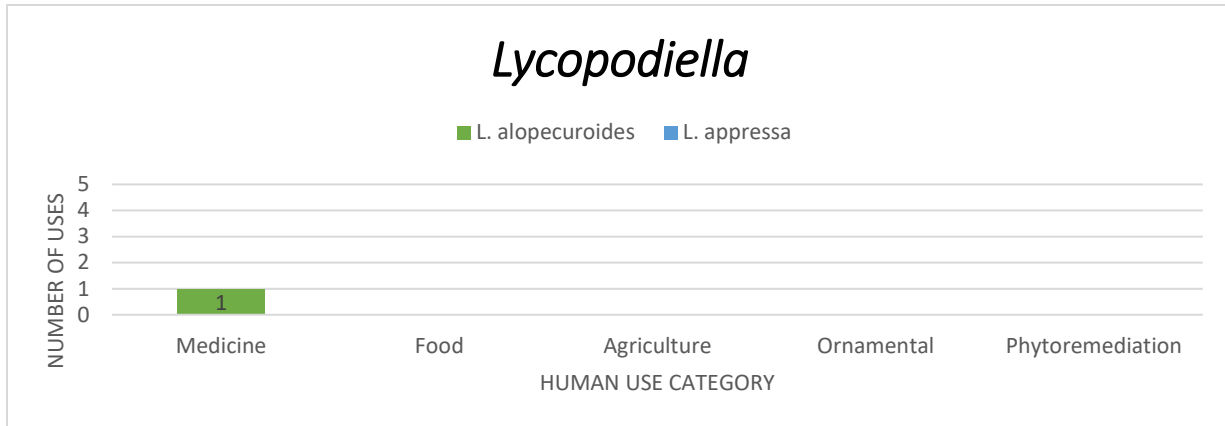 Lycopodiella
L. alopecuroides L. appressa
NUMBER OF USES
5
4
3
2
1
0
1
Medicine Food Agriculture Ornamental Phytoremediation
HUMAN USE CATEGORY